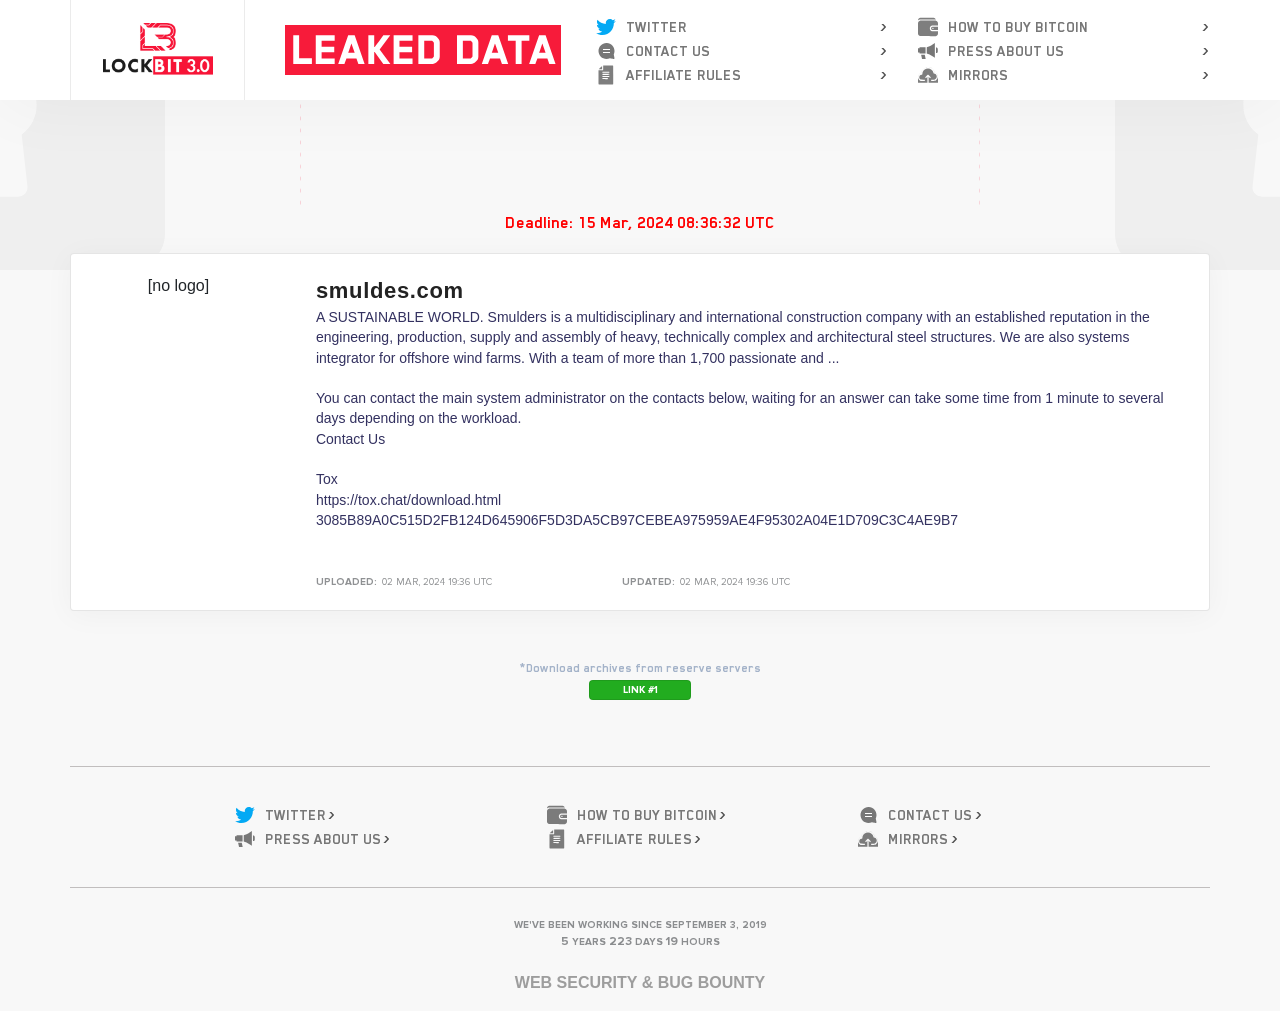 LOCKBIT 3.0
LEAKED DATA
TWITTER
CONTACT US
AFFILIATE RULES
HOW TO BUY BITCOIN
PRESS ABOUT US
MIRRORS
Deadline: 15 Mar, 2024 08:36:32 UTC
[no logo]
smuldes.com
A SUSTAINABLE WORLD. Smulders is a multidisciplinary and international construction company with an established reputation in the
engineering, production, supply and assembly of heavy, technically complex and architectural steel structures. We are also systems
integrator for offshore wind farms. With a team of more than 1,700 passionate and ...
You can contact the main system administrator on the contacts below, waiting for an answer can take some time from 1 minute to several
days depending on the workload.
Contact Us
Tox
https://tox.chat/download.html
3085B89A0C515D2FB124D645906F5D3DA5CB97CEBEA975959AE4F95302A04E1D709C3C4AE9B7
UPLOADED: 02 MAR, 2024 19:36 UTC
UPDATED: 02 MAR, 2024 19:36 UTC
*Download archives from reserve servers
LINK #1
TWITTER
HOW TO BUY BITCOIN
CONTACT US
PRESS ABOUT US
AFFILIATE RULES
MIRRORS
WE'VE BEEN WORKING SINCE SEPTEMBER 3, 2019
5 YEARS 223 DAYS 19 HOURS
WEB SECURITY & BUG BOUNTY